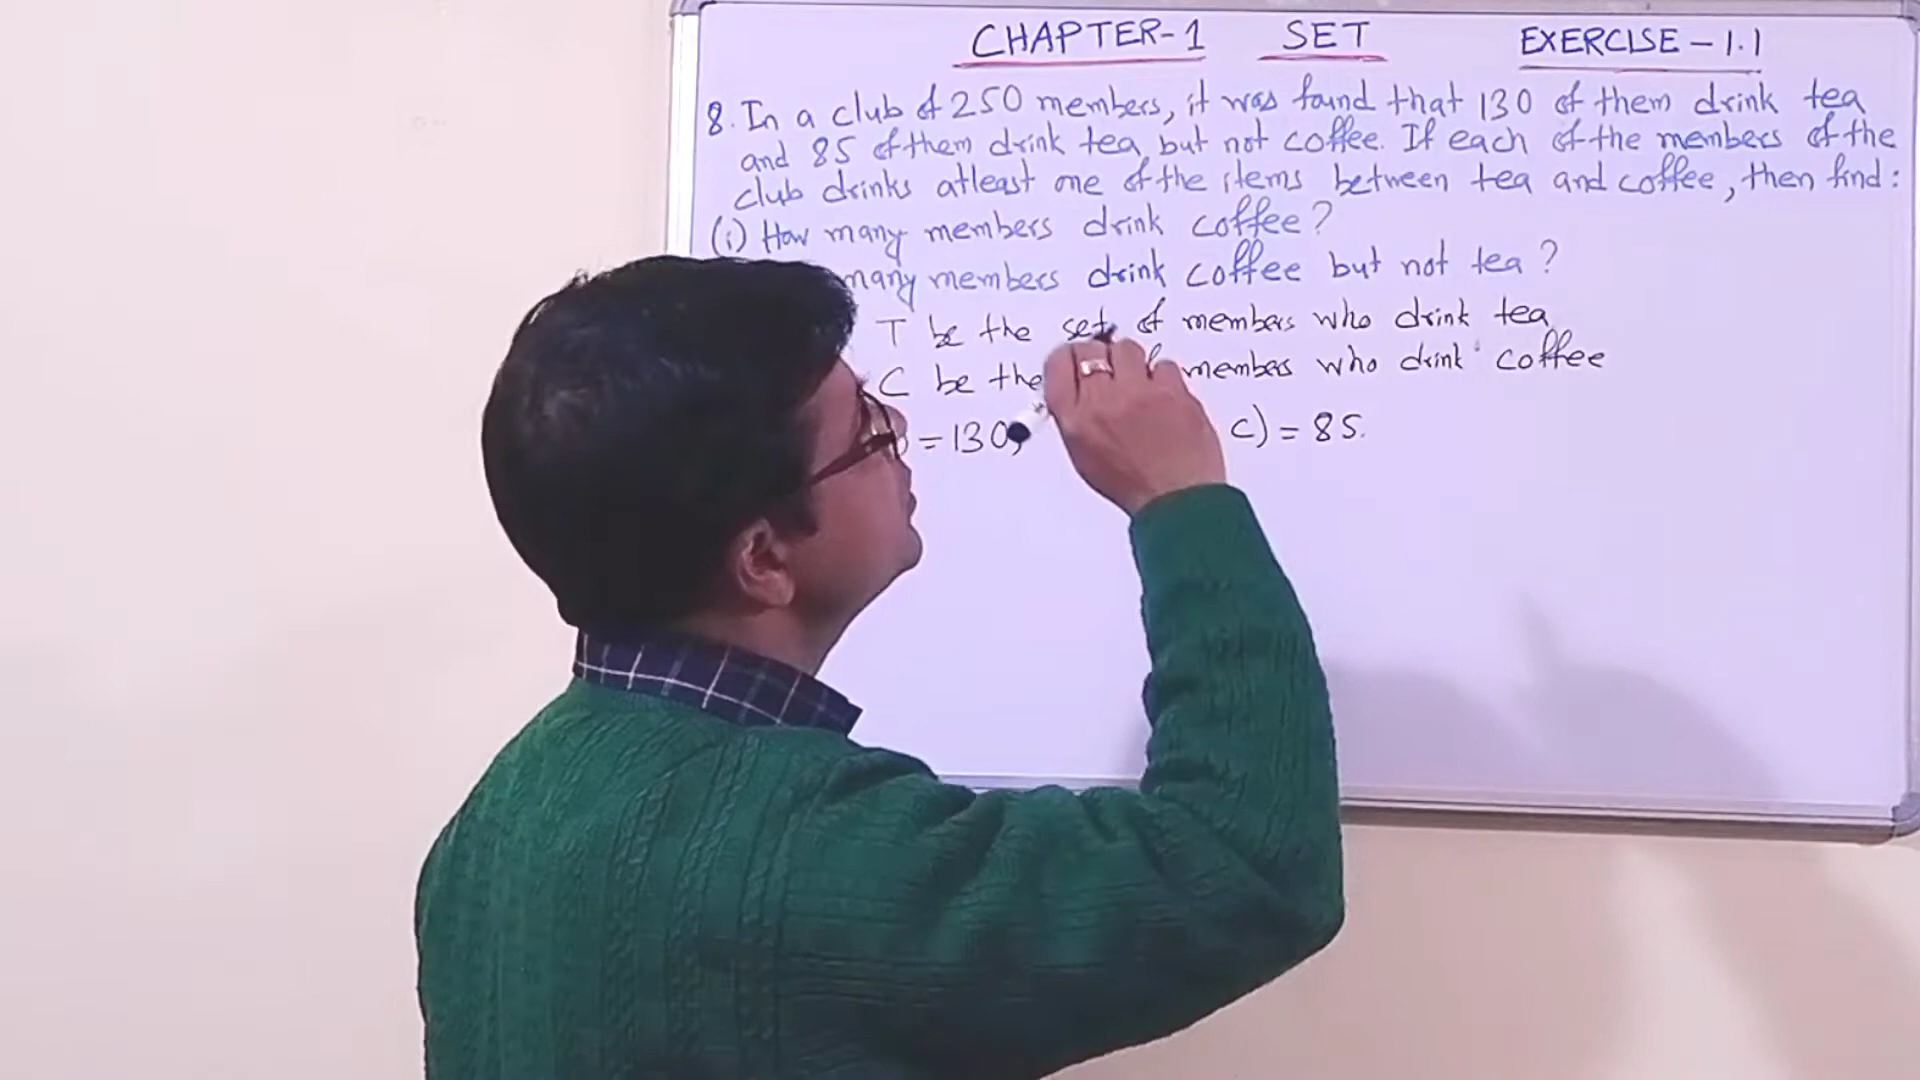 CHAPTER-1 SET EXERCISE-1.1
8. In a club of 250 members, it was found that 130 of them drink tea
and 85 of them drink tea but not coffee. If each of the members of the
club drinks atleast one of the items between tea and coffee, then find:
(i) How many members drink coffee?
many members drink coffee but not tea?
T be the set of members who drink tea
C be the members who drink coffee
=130, C) = 85.